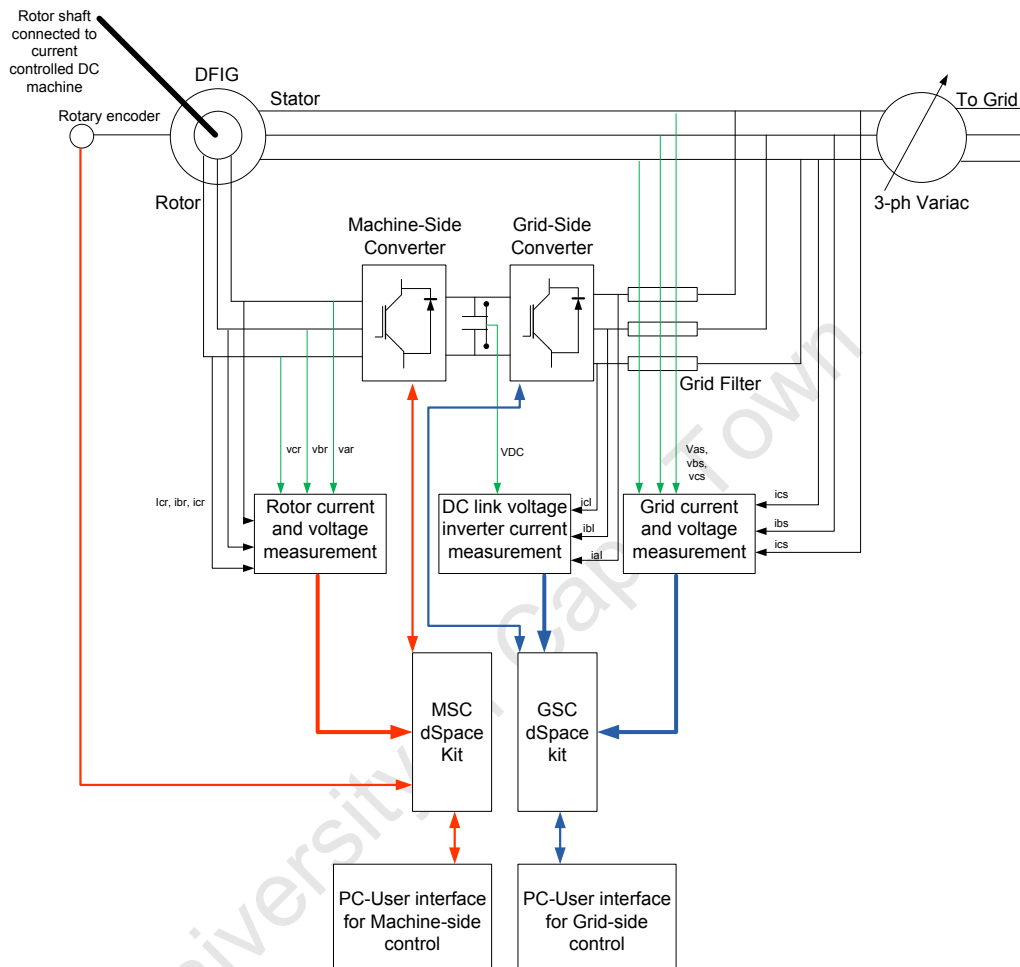 Rotor shaft
connected to
current
controlled DC
machine
DFIG
Stator
To Grid
Rotary encoder
Rotor
3-ph Variac
Machine-Side
Converter
Grid-Side
Converter
Grid Filter
vcr
vbr
var
VDC
Vas,
vbs,
vcs
Icr, ibr, icr
Rotor current
and voltage
measurement
DC link voltage
inverter current
measurement
icl
ibl
ial
Grid current
and voltage
measurement
ics
ibs
ics
MSC
dSpace
Kit
GSC
dSpace
kit
PC-User interface
for Machine-side
control
PC-User interface
for Grid-side
control
University of Cape Town